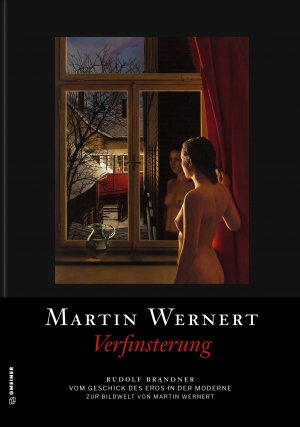 MARTIN WERNERT
Verfinsterung
RUDOLF BRANDNER
VOM GESCHICK DES EROS IN DER MODERNE
ZUR BILDWELT VON MARTIN WERNERT
GMEINER